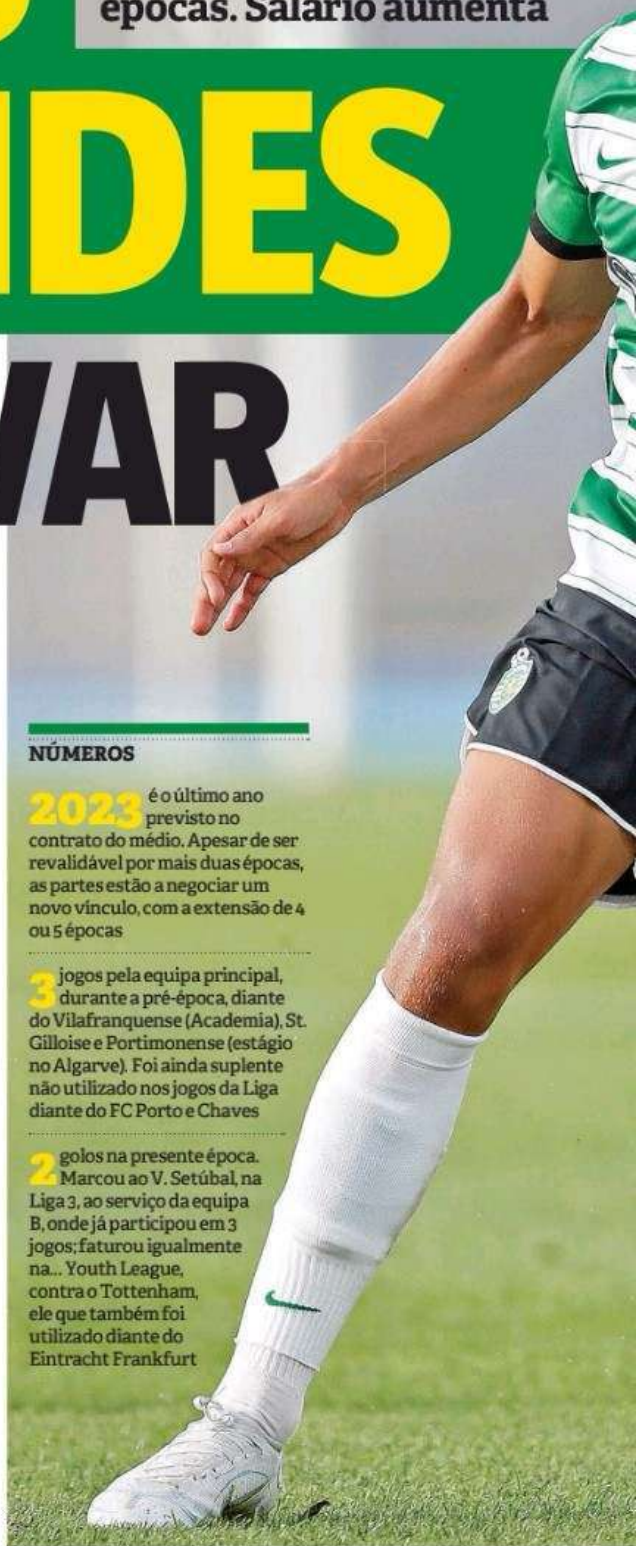 épocas. Salário aumenta
DES
VAR
NÚMEROS
2023 é o último ano
previsto no
contrato do médio. Apesar de ser
revalidável por mais duas épocas,
as partes estão a negociar um
novo vínculo, com a extensão de 4
ou 5 épocas
3 jogos pela equipa principal,
durante a pré-época, diante
do Vilafranquense (Academia), St.
Gilloise e Portimonense (estágio
no Algarve). Foi ainda suplente
não utilizado nos jogos da Liga
diante do FC Porto e Chaves
2 golos na presente época.
Marcou ao V. Setúbal, na
Liga 3, ao serviço da equipa
B, onde já participou em 3
jogos; faturou igualmente
na... Youth League,
contra o Tottenham,
ele que também foi
utilizado diante do
Eintracht Frankfurt